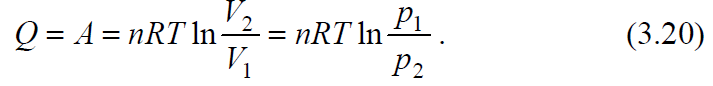 Q = A = nRT ln V₂/V₁ = nRT ln p₁/p₂ . (3.20)